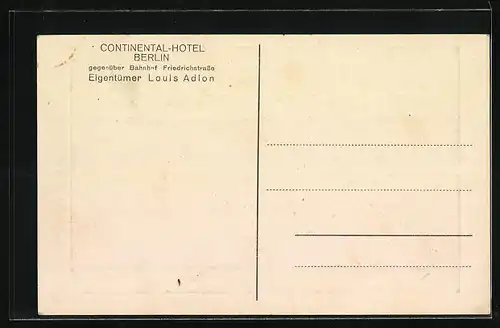 CONTINENTAL-HOTEL
BERLIN
gegenüber Bahnhof Friedrichstraße
Eigentümer Louis Adlon